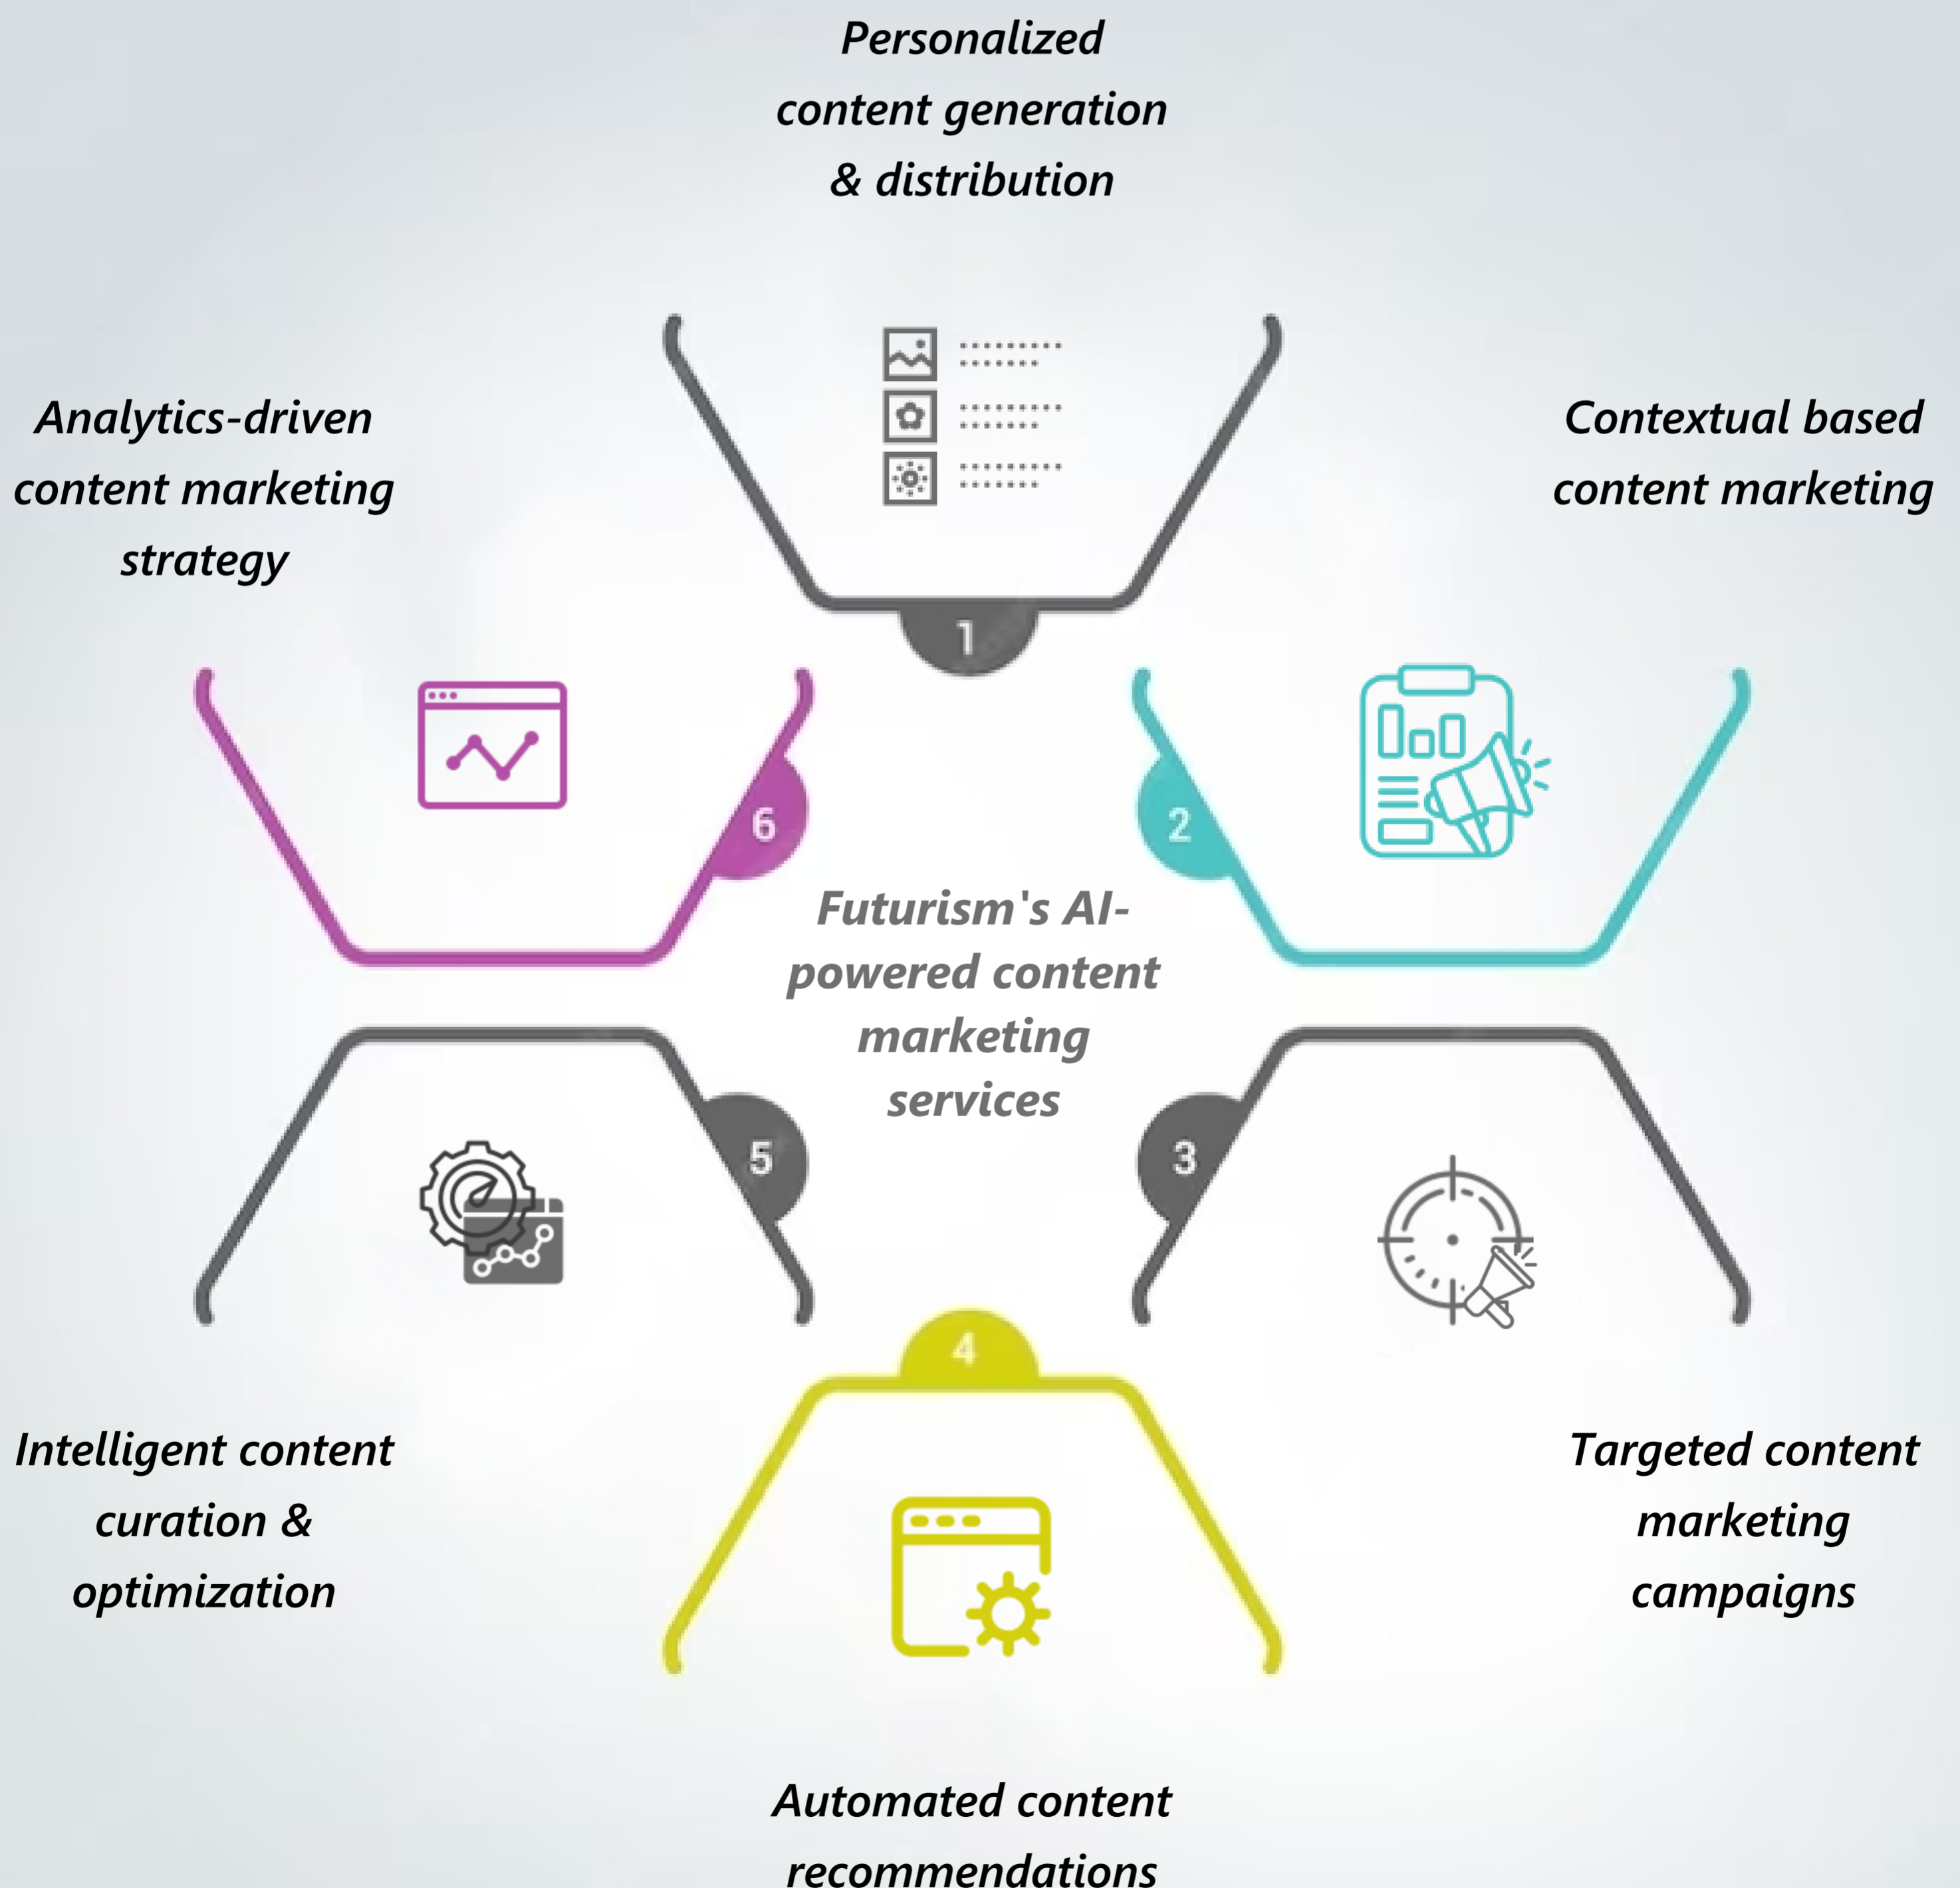 Personalized
content generation
& distribution
Analytics-driven
content marketing
strategy
Contextual based
content marketing
1
6
2
Futurism's AI-
powered content
marketing
services
5
3
4
Intelligent content
curation &
optimization
Targeted content
marketing
campaigns
Automated content
recommendations